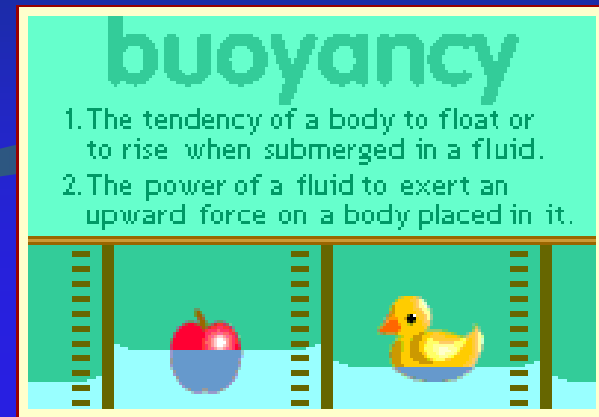 buoyancy
1. The tendency of a body to float or
to rise when submerged in a fluid.
2. The power of a fluid to exert an
upward force on a body placed in it.